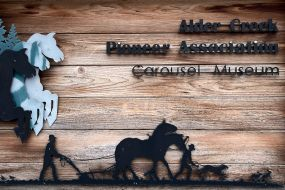 Alder Creek
Pioneer Association
Carousel Museum